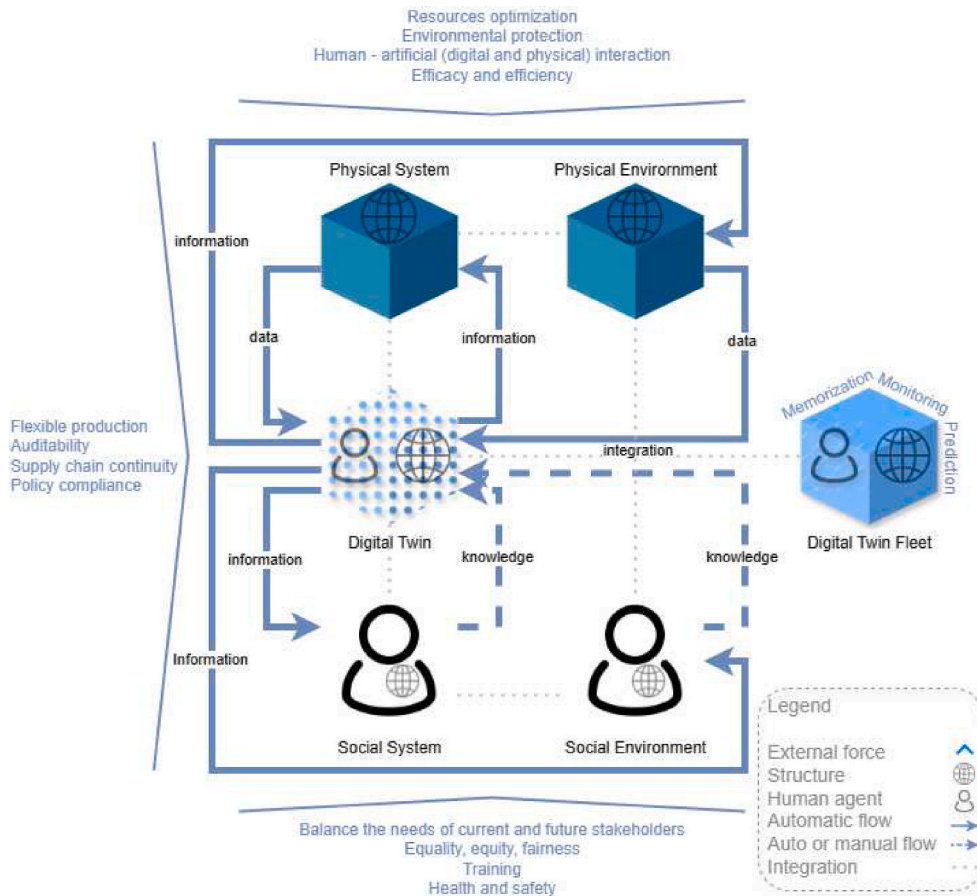 Resources optimization
Environmental protection
Human - artificial (digital and physical) interaction
Efficacy and efficiency
Physical System
Physical Envirornment
information
data
information
data
Memorization
Monitoring
Prediction
Flexible production
Auditability
Supply chain continuity
Policy compliance
integration
Digital Twin
Digital Twin Fleet
information
knowledge
knowledge
Information
Social System
Social Environment
Legend
External force
Structure
Human agent
Automatic flow
Auto or manual flow
Integration
Balance the needs of current and future stakeholders
Equality, equity, fairness
Training
Health and safety